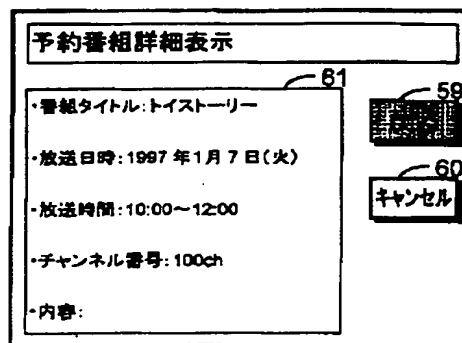 予約番組詳細表示
61
・番組タイトル:トイストーリー
・放送日時:1997年1月7日(火)
・放送時間:10:00～12:00
・チャンネル番号:100ch
・内容:
59
60
キャンセル